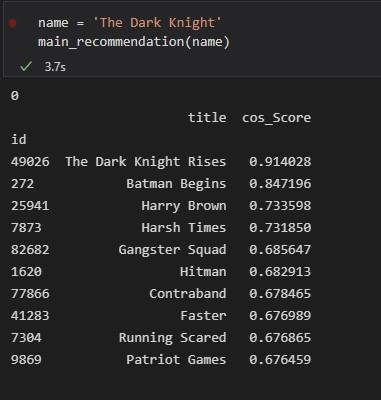 name = 'The Dark Knight'
main_recommendation(name)
3.7s
0
title cos_Score
id
49026 The Dark Knight Rises 0.914028
272 Batman Begins 0.847196
25941 Harry Brown 0.733598
7873 Harsh Times 0.731850
82682 Gangster Squad 0.685647
1620 Hitman 0.682913
77866 Contraband 0.678465
41283 Faster 0.676989
7304 Running Scared 0.676865
9869 Patriot Games 0.676459